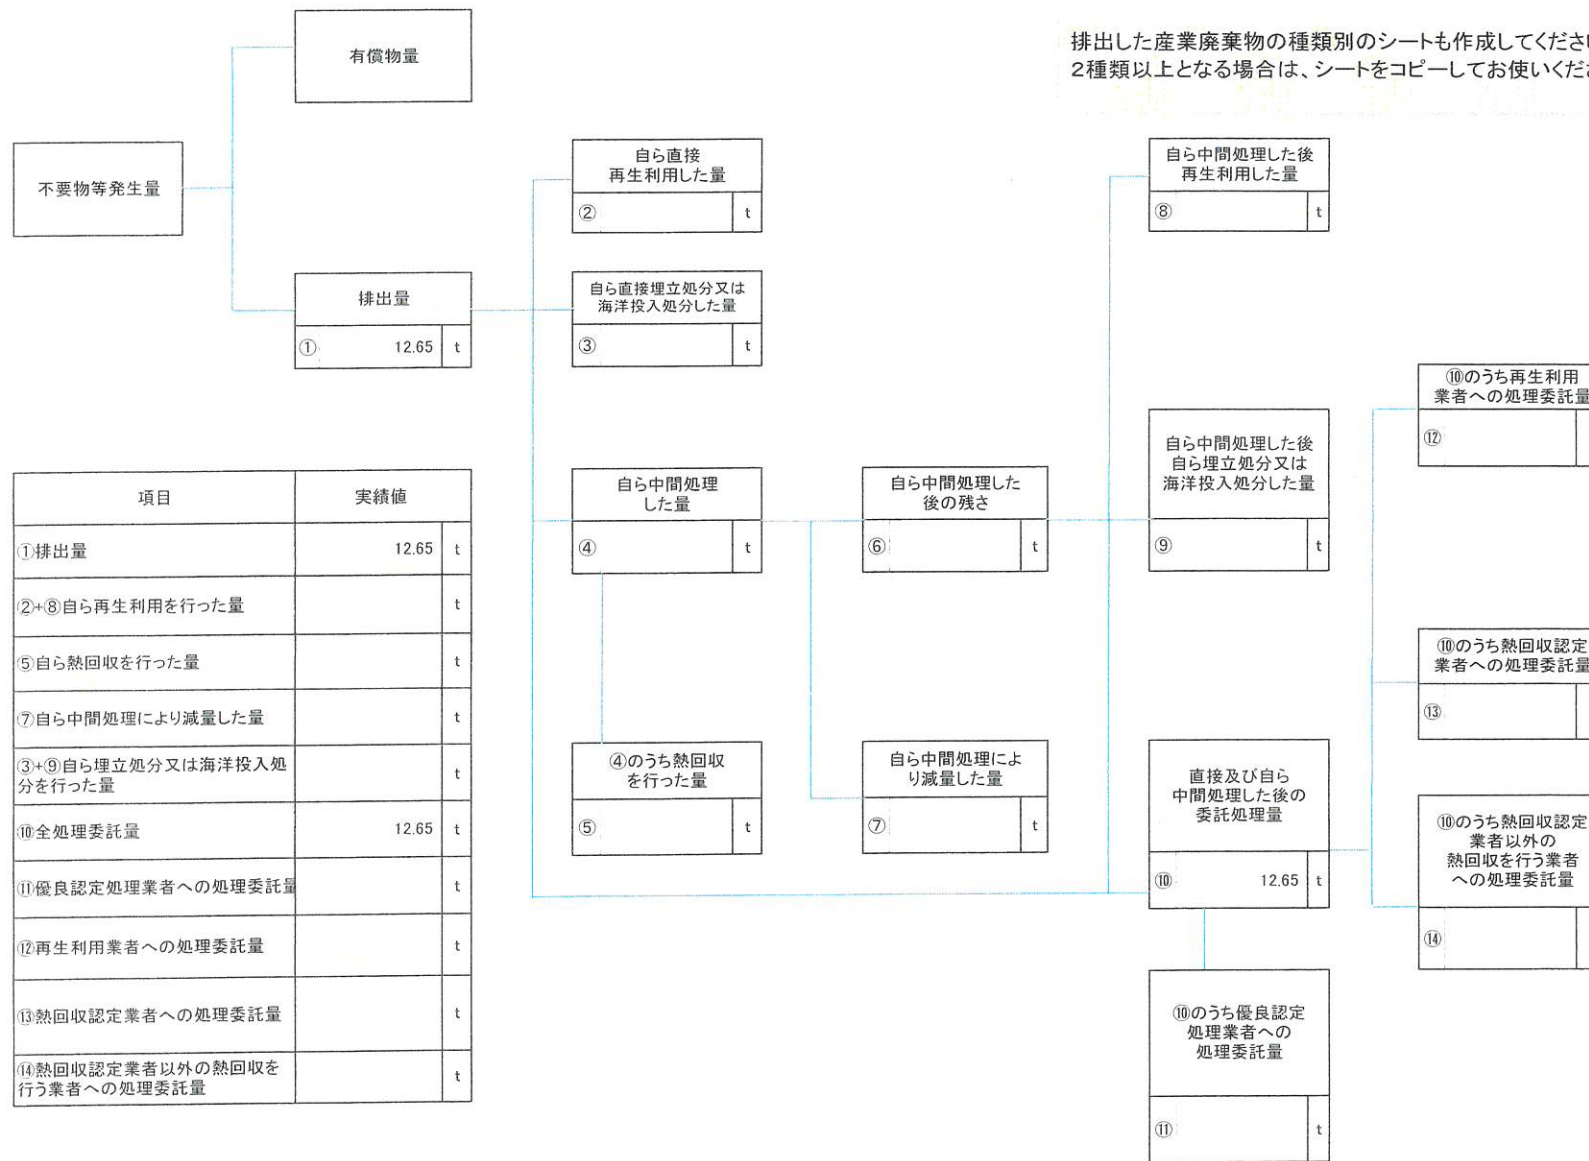 有償物量
排出した産業廃棄物の種類別のシートも作成してくださ
2種類以上となる場合は、シートをコピーしてお使いくだ
不要物等発生量
自ら直接
再生利用した量
② t
自ら中間処理した後
再生利用した量
⑧ t
排出量
① 12.65 t
自ら直接埋立処分又は
海洋投入処分した量
③ t
⑩のうち再生利用
業者への処理委託量
⑫
自ら中間処理した後
自ら埋立処分又は
海洋投入処分した量
⑨ t
自ら中間処理
した量
④ t
自ら中間処理した
後の残さ
⑥ t
項目 実績値
①排出量 12.65 t
②+⑧自ら再生利用を行った量 t
⑤自ら熱回収を行った量 t
⑦自ら中間処理により減量した量 t
③+⑨自ら埋立処分又は海洋投入処
分を行った量 t
⑩全処理委託量 12.65 t
⑪優良認定処理業者への処理委託量 t
⑫再生利用業者への処理委託量 t
⑬熱回収認定業者への処理委託量 t
⑭熱回収認定業者以外の熱回収を
行う業者への処理委託量 t
⑩のうち熱回収認定
業者への処理委託量
⑬
④のうち熱回収
を行った量
⑤ t
自ら中間処理によ
り減量した量
⑦ t
直接及び自ら
中間処理した後の
委託処理量
⑩ 12.65 t
⑩のうち熱回収認定
業者以外の
熱回収を行う業者
への処理委託量
⑭
⑩のうち優良認定
処理業者への
処理委託量
⑪ t